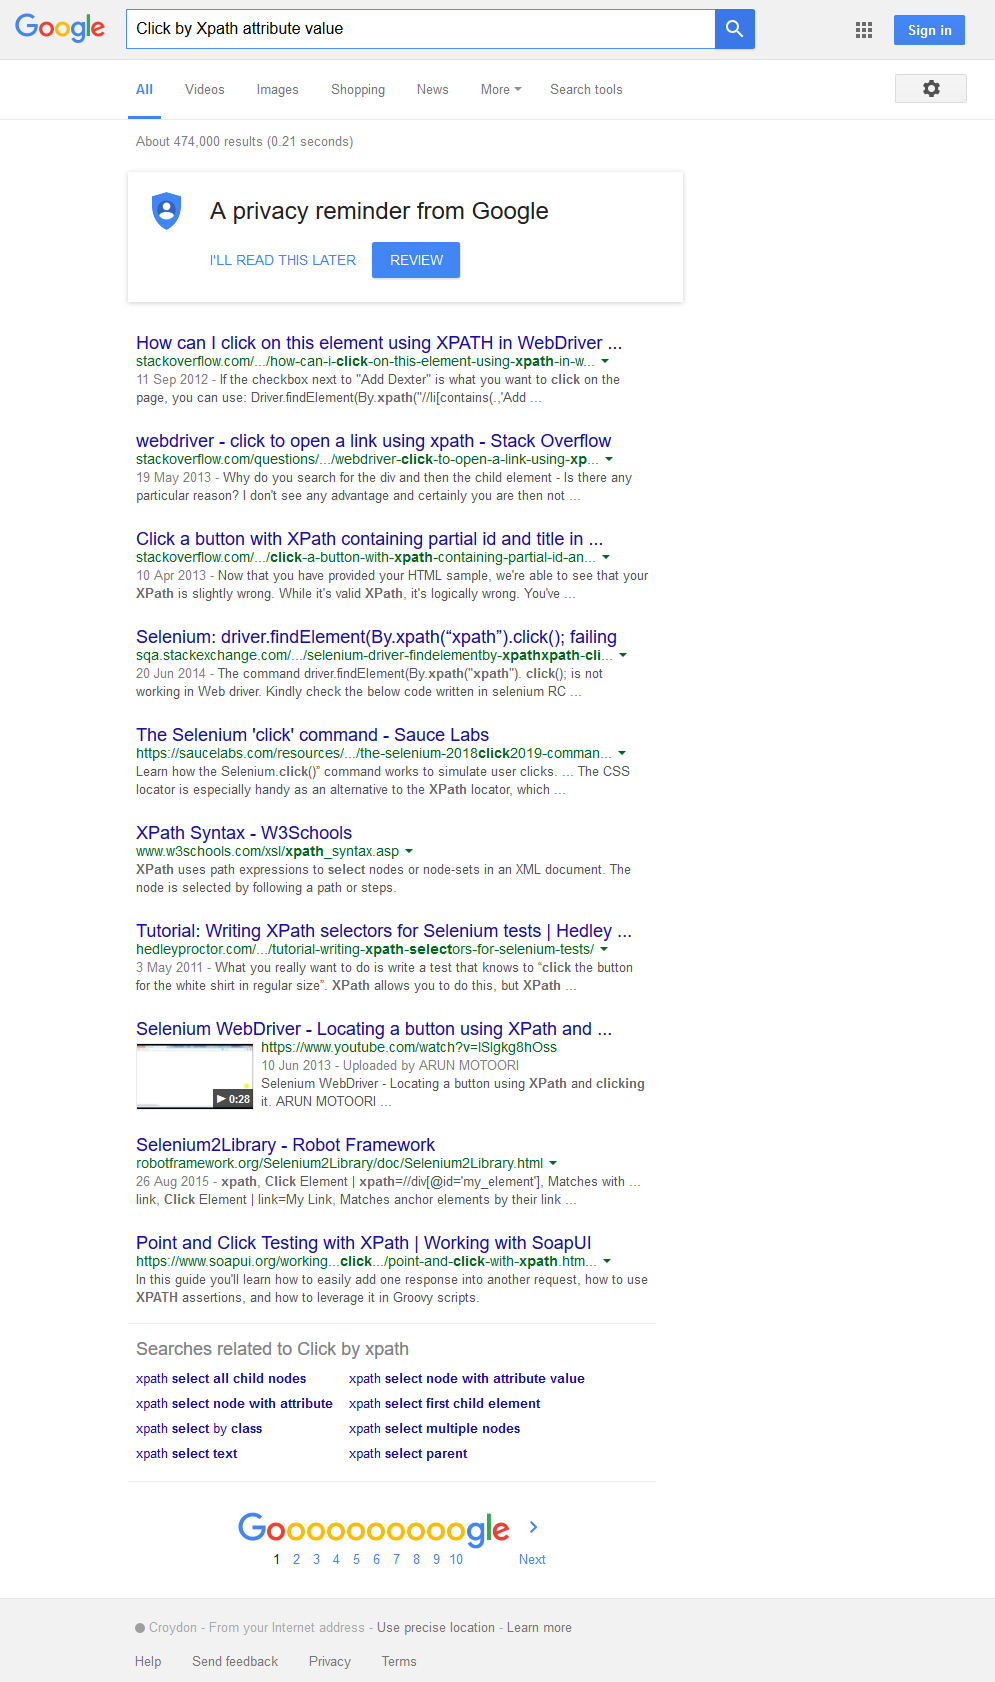 Google
Click by Xpath attribute value
Sign in
All Videos Images Shopping News More Search tools
About 474,000 results (0.21 seconds)
A privacy reminder from Google
I'LL READ THIS LATER REVIEW
How can I click on this element using XPATH in WebDriver ...
stackoverflow.com/.../how-can-i-click-on-this-element-using-xpath-in-w...
11 Sep 2012 - If the checkbox next to "Add Dexter" is what you want to click on the
page, you can use: Driver.findElement(By.xpath("//li[contains(.,'Add ...
webdriver - click to open a link using xpath - Stack Overflow
stackoverflow.com/questions/.../webdriver-click-to-open-a-link-using-xp...
19 May 2013 - Why do you search for the div and then the child element - Is there any
particular reason? I don't see any advantage and certainly you are then not ...
Click a button with XPath containing partial id and title in ...
stackoverflow.com/.../click-a-button-with-xpath-containing-partial-id-an...
10 Apr 2013 - Now that you have provided your HTML sample, we're able to see that your
XPath is slightly wrong. While it's valid XPath, it's logically wrong. You've ...
Selenium: driver.findElement(By.xpath(“xpath”).click(); failing
sqa.stackexchange.com/.../selenium-driver-findelementby-xpathxpath-cli...
20 Jun 2014 - The command driver.findElement(By.xpath("xpath"). click(); is not
working in Web driver. Kindly check the below code written in selenium RC ...
The Selenium 'click' command - Sauce Labs
https://saucelabs.com/resources/.../the-selenium-2018click2019-comman...
Learn how the Selenium.click()” command works to simulate user clicks. ... The CSS
locator is especially handy as an alternative to the XPath locator, which ...
XPath Syntax - W3Schools
www.w3schools.com/xsl/xpath_syntax.asp
XPath uses path expressions to select nodes or node-sets in an XML document. The
node is selected by following a path or steps.
Tutorial: Writing XPath selectors for Selenium tests | Hedley ...
hedleyproctor.com/.../tutorial-writing-xpath-selectors-for-selenium-tests/
3 May 2011 - What you really want to do is write a test that knows to “click the button
for the white shirt in regular size”. XPath allows you to do this, but XPath ...
Selenium WebDriver - Locating a button using XPath and ...
https://www.youtube.com/watch?v=lSlgkg8hOss
10 Jun 2013 - Uploaded by ARUN MOTOORI
Selenium WebDriver - Locating a button using XPath and clicking
0:28 it. ARUN MOTOORI ...
Selenium2Library - Robot Framework
robotframework.org/Selenium2Library/doc/Selenium2Library.html
26 Aug 2015 - xpath, Click Element | xpath=//div[@id='my_element'], Matches with ...
link, Click Element | link=My Link, Matches anchor elements by their link ...
Point and Click Testing with XPath | Working with SoapUI
https://www.soapui.org/working...click.../point-and-click-with-xpath.htm...
In this guide you'll learn how to easily add one response into another request, how to use
XPATH assertions, and how to leverage it in Groovy scripts.
Searches related to Click by xpath
xpath select all child nodes xpath select node with attribute value
xpath select node with attribute xpath select first child element
xpath select by class xpath select multiple nodes
xpath select text xpath select parent
Goooooooooogle
1 2 3 4 5 6 7 8 9 10 Next
Croydon - From your Internet address - Use precise location - Learn more
Help Send feedback Privacy Terms